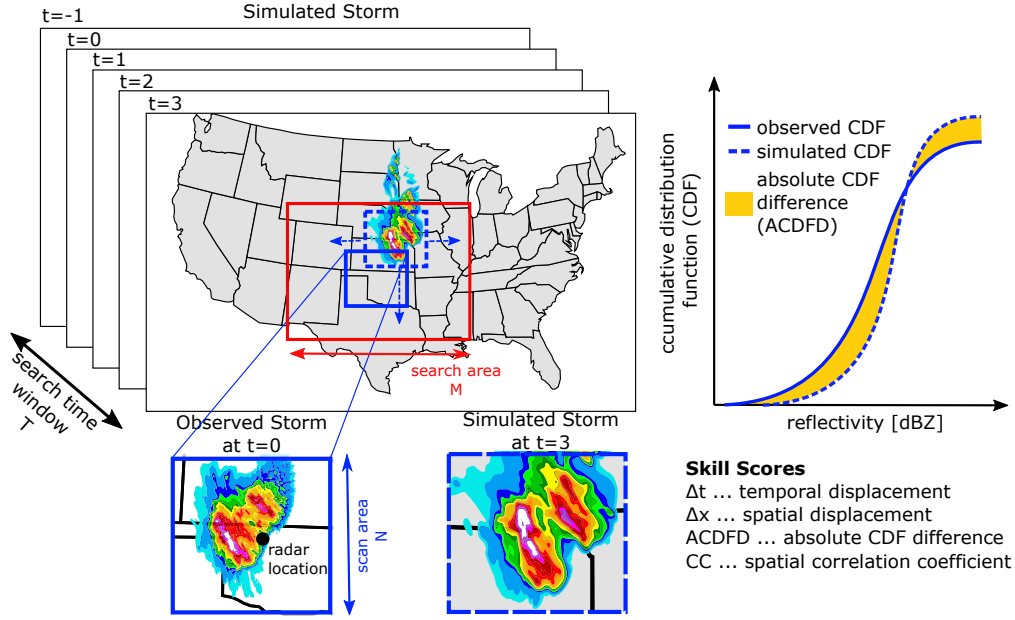 Simulated Storm
t=-1
t=0
t=1
t=2
t=3
search time
window
T
search area
M
Observed Storm
at t=0
radar
location
scan area
N
Simulated Storm
at t=3
observed CDF
simulated CDF
absolute CDF
difference
(ACDFD)
ccumulative distribution
function (CDF)
reflectivity [dBZ]
Skill Scores
Δt ... temporal displacement
Δx ... spatial displacement
ACDFD ... absolute CDF difference
CC ... spatial correlation coefficient